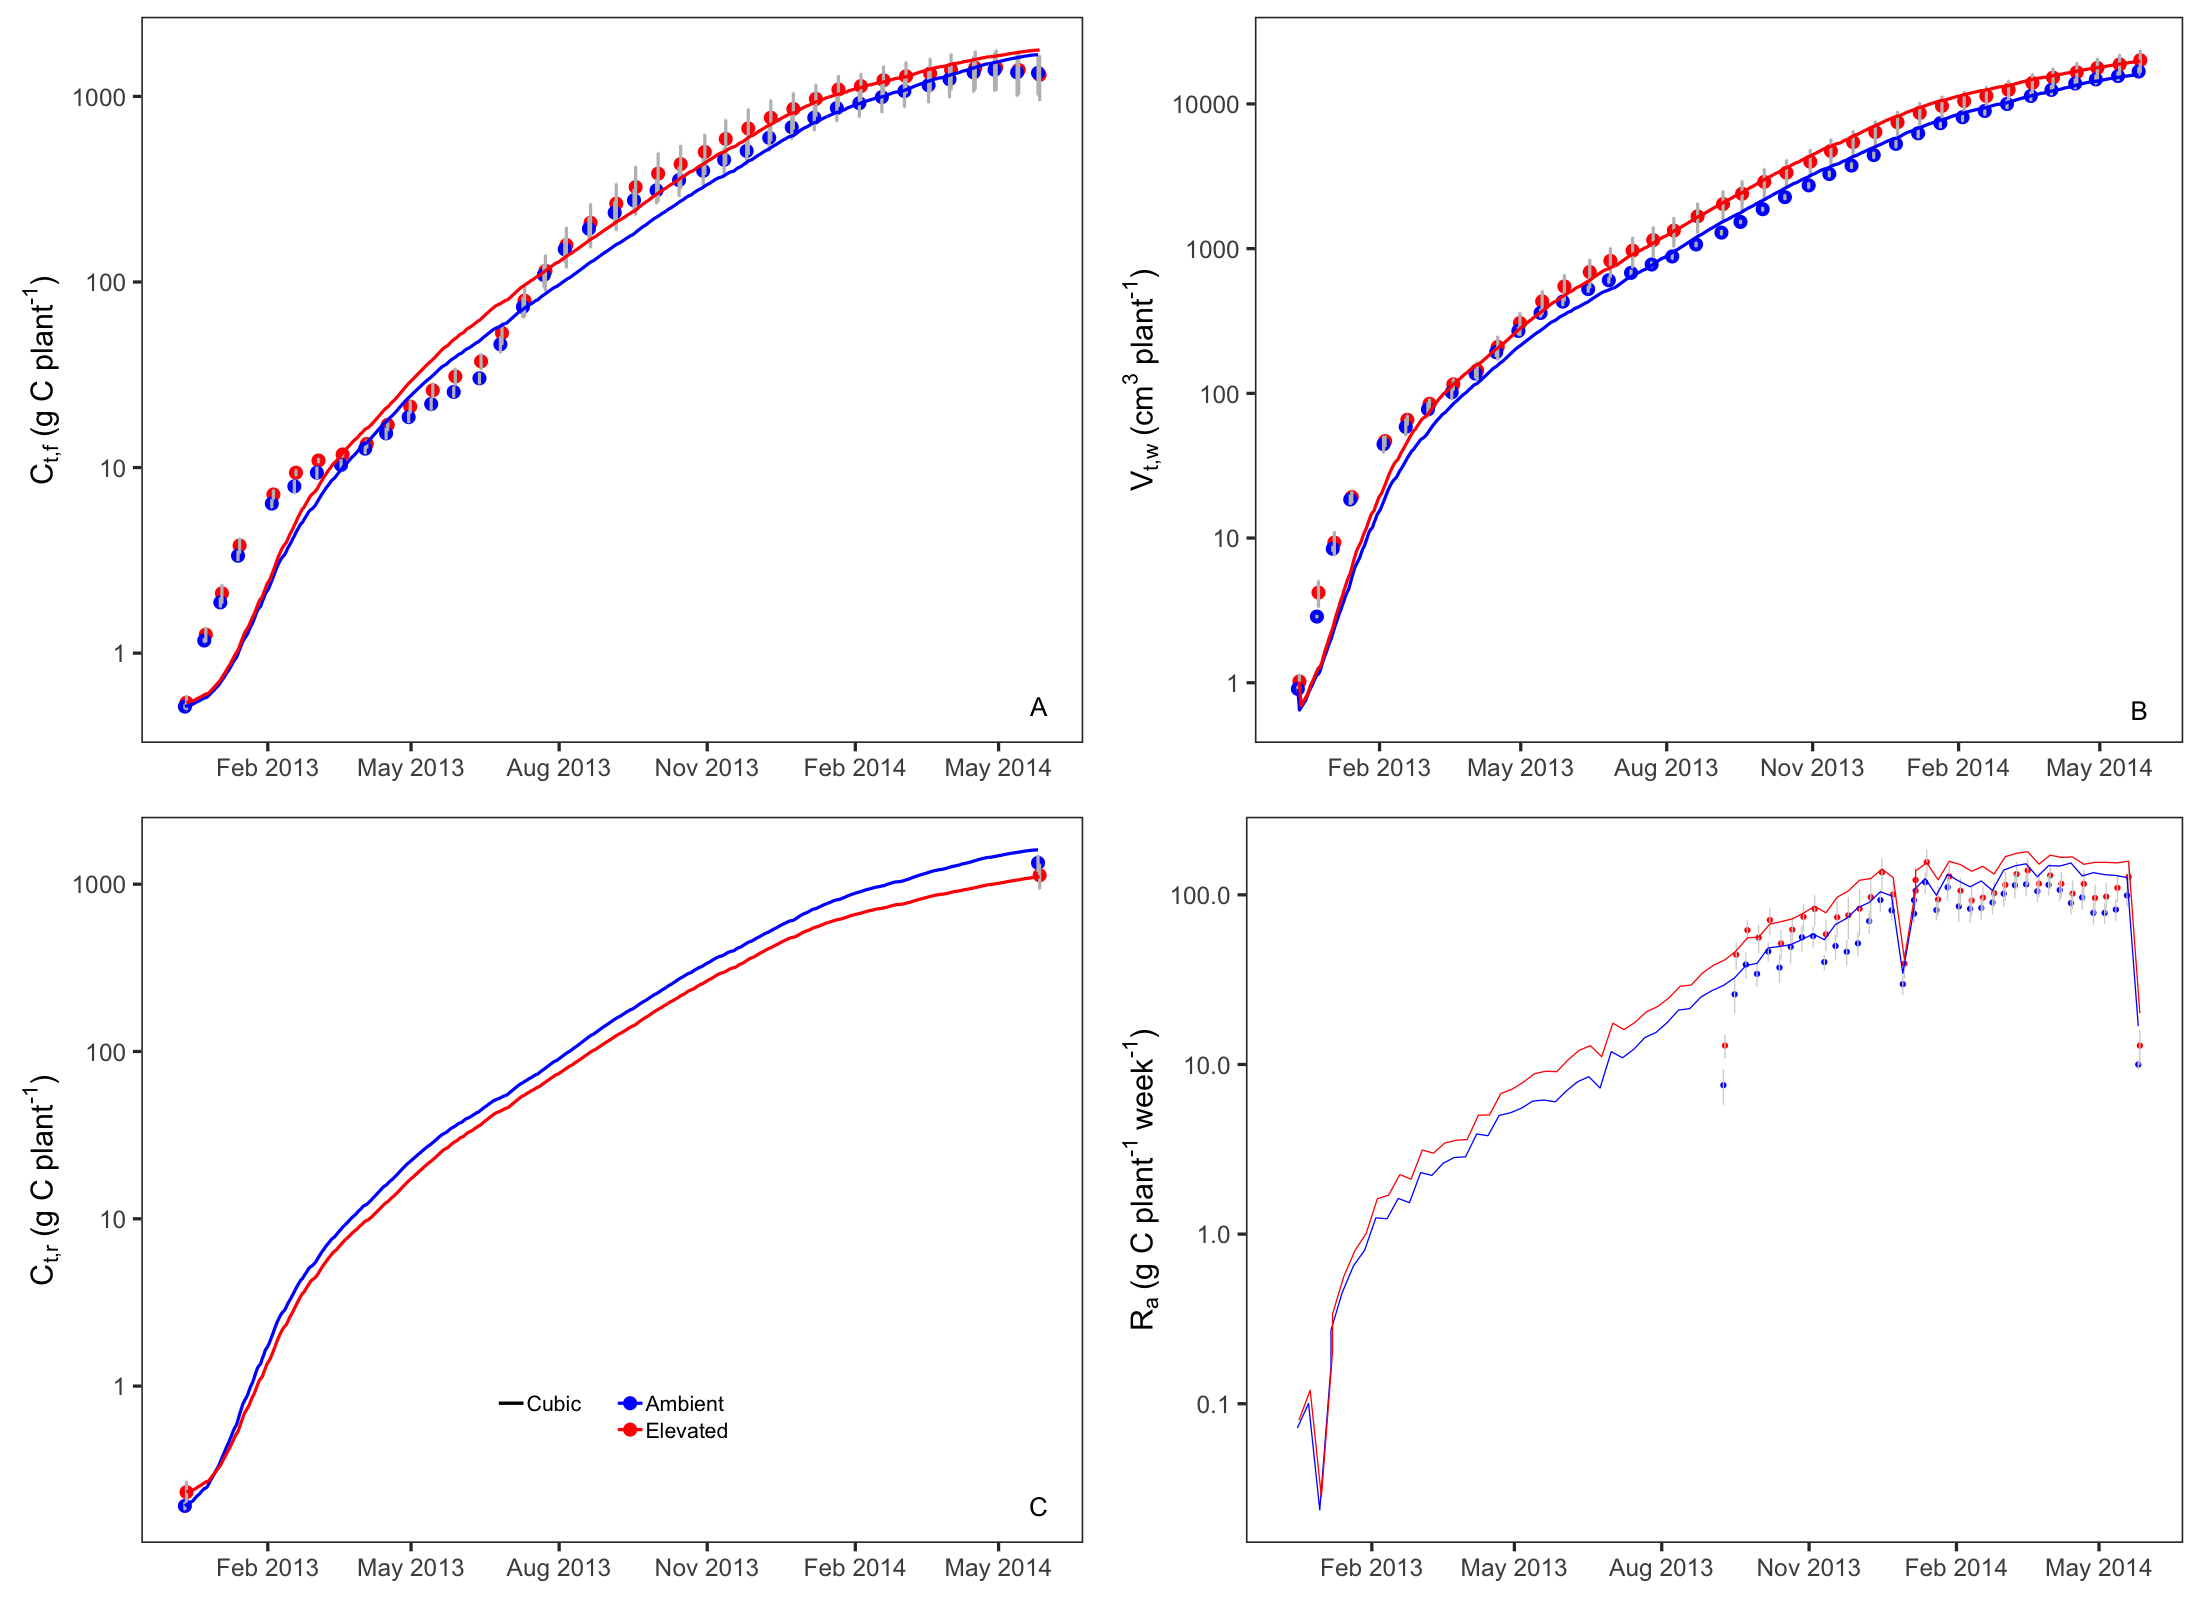 C_t,f (g C plant^-1)
1000
100
10
1
A
Feb 2013 May 2013 Aug 2013 Nov 2013 Feb 2014 May 2014
V_t,w (cm^3 plant^-1)
10000
1000
100
10
1
B
Feb 2013 May 2013 Aug 2013 Nov 2013 Feb 2014 May 2014
C_t,r (g C plant^-1)
1000
100
10
1
Cubic
Ambient
Elevated
C
Feb 2013 May 2013 Aug 2013 Nov 2013 Feb 2014 May 2014
R_a (g C plant^-1 week^-1)
100.0
10.0
1.0
0.1
Feb 2013 May 2013 Aug 2013 Nov 2013 Feb 2014 May 2014